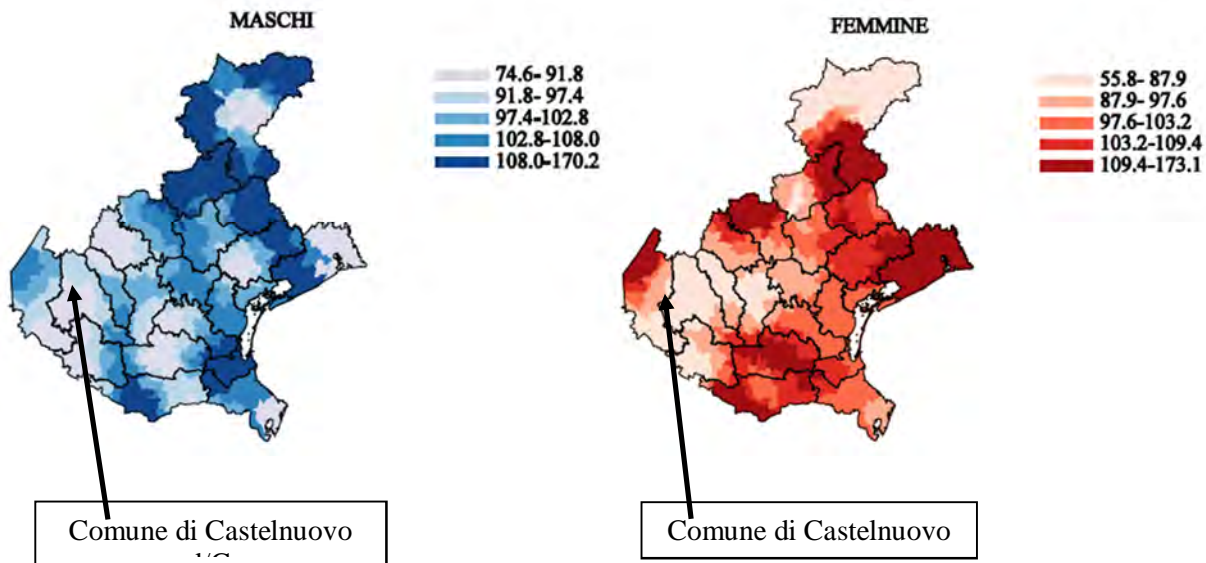 MASCHI
74.6- 91.8
91.8- 97.4
97.4-102.8
102.8-108.0
108.0-170.2
Comune di Castelnuovo
FEMMINE
55.8- 87.9
87.9- 97.6
97.6-103.2
103.2-109.4
109.4-173.1
Comune di Castelnuovo